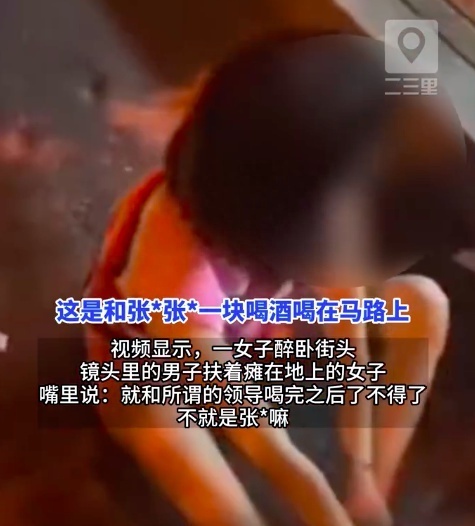 二三里
这是和张*张*一块喝酒喝在马路上
视频显示，一女子醉卧街头
镜头里的男子扶着瘫在地上的女子
嘴里说：就和所谓的领导喝完之后了不得了
不就是张*嘛